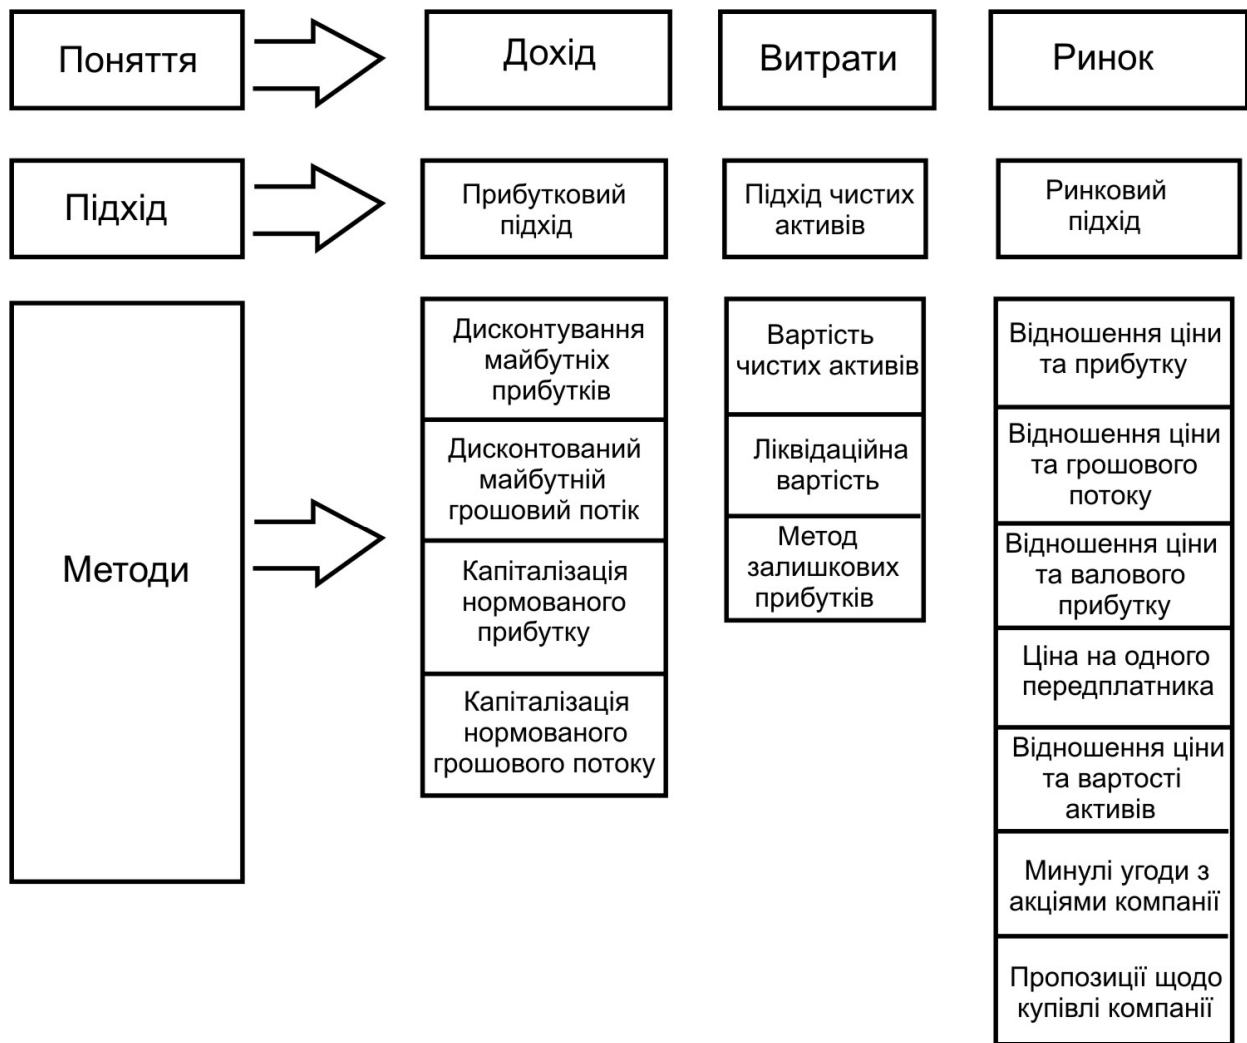 Поняття
Дохід
Витрати
Ринок
Підхід
Прибутковий
підхід
Підхід чистих
активів
Ринковий
підхід
Методи
Дисконтування
майбутніх
прибутків
Дисконтований
майбутній
грошовий потік
Капіталізація
нормованого
прибутку
Капіталізація
нормованого
грошового потоку
Вартість
чистих активів
Ліквідаційна
вартість
Метод
залишкових
прибутків
Відношення ціни
та прибутку
Відношення ціни
та грошового
потоку
Відношення ціни
та валового
прибутку
Ціна на одного
передплатника
Відношення ціни
та вартості
активів
Минулі угоди з
акціями компанії
Пропозиції щодо
купівлі компанії